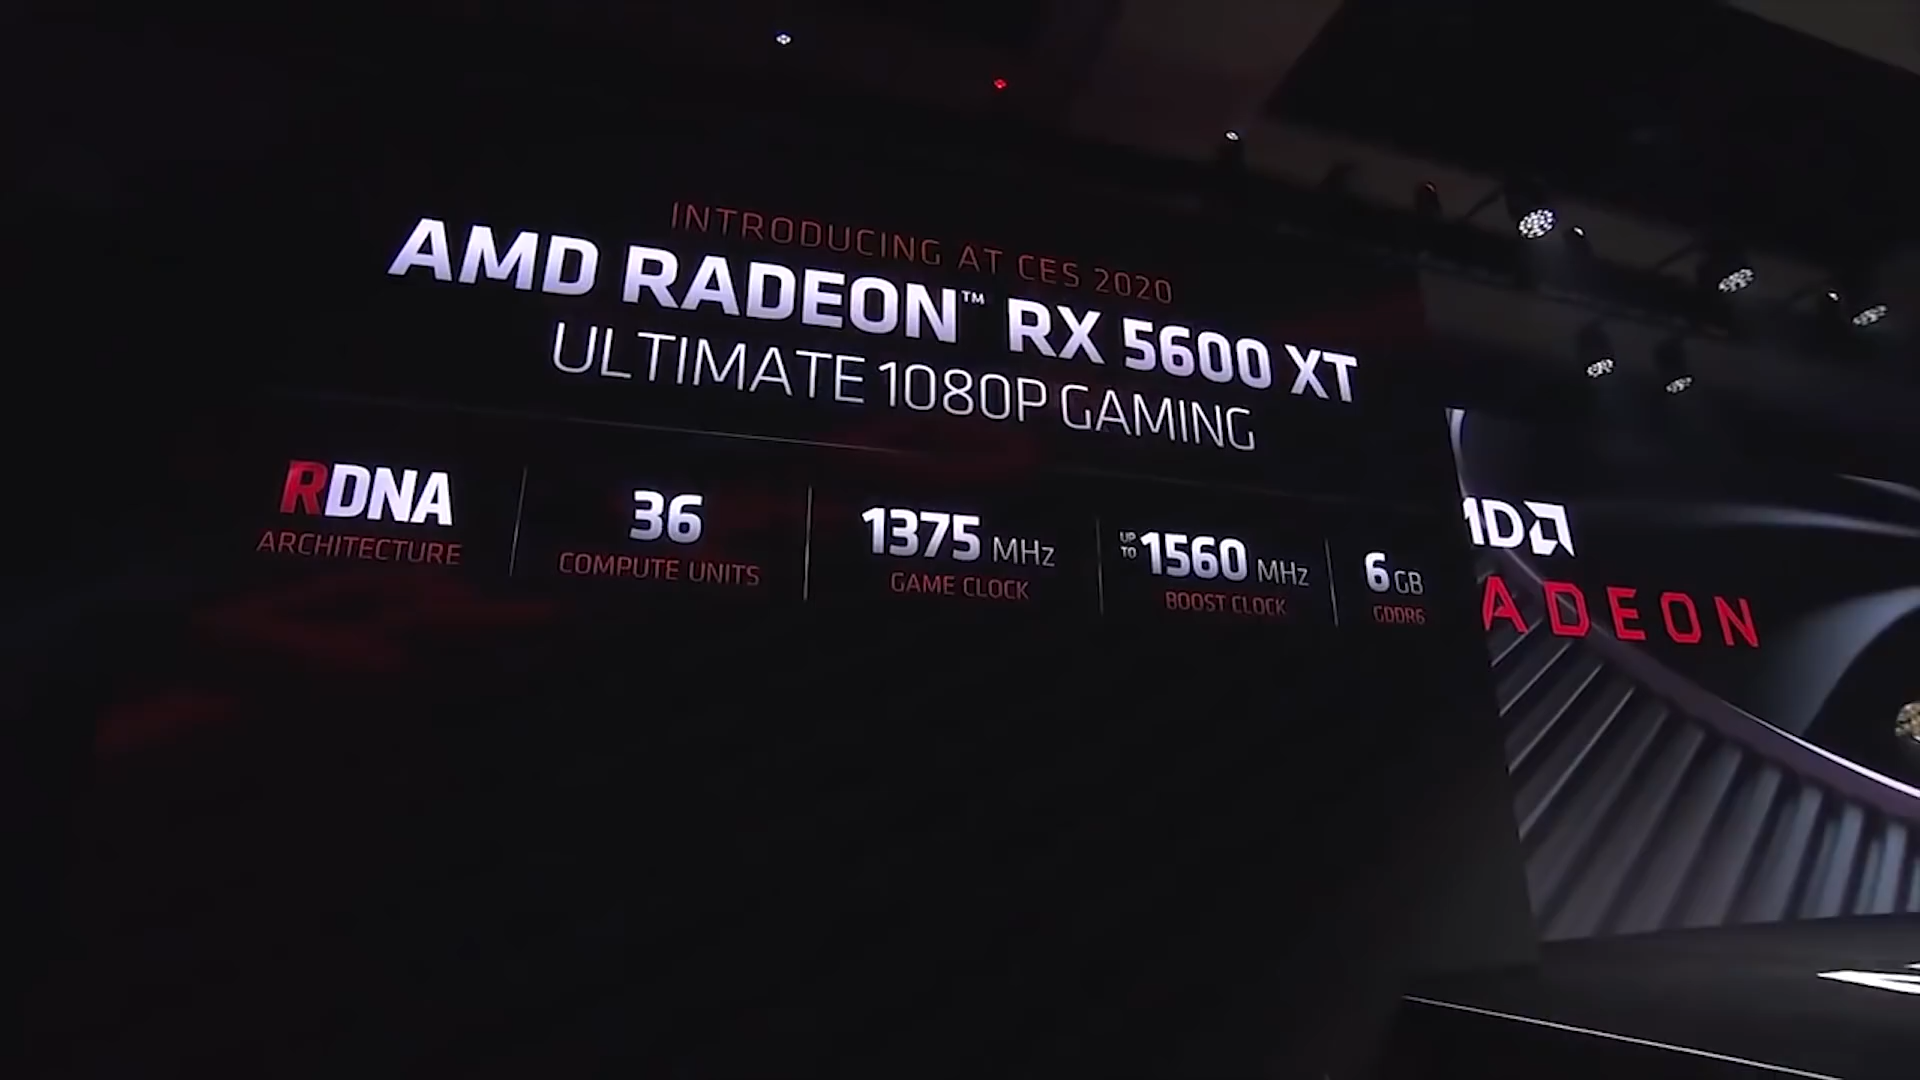 INTRODUCING AT CES 2020
AMD RADEON™ RX 5600 XT
ULTIMATE 1080P GAMING
RDNA
ARCHITECTURE
36
COMPUTE UNITS
1375 MHz
GAME CLOCK
UP TO 1560 MHz
BOOST CLOCK
6 GB
GDDR6
MD
ADEON